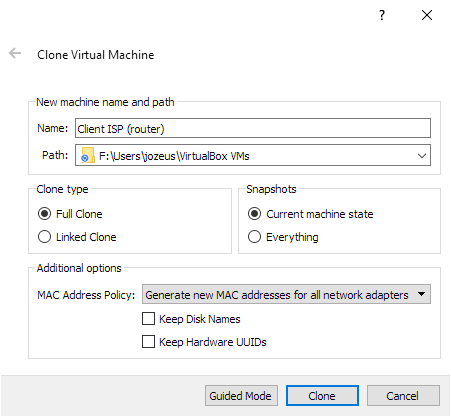 ?
Clone Virtual Machine
New machine name and path
Name: Client ISP (router)
Path: F:\Users\jozeus\VirtualBox VMs
Clone type
Full Clone
Linked Clone
Snapshots
Current machine state
Everything
Additional options
MAC Address Policy: Generate new MAC addresses for all network adapters
Keep Disk Names
Keep Hardware UUIDs
Guided Mode Clone Cancel